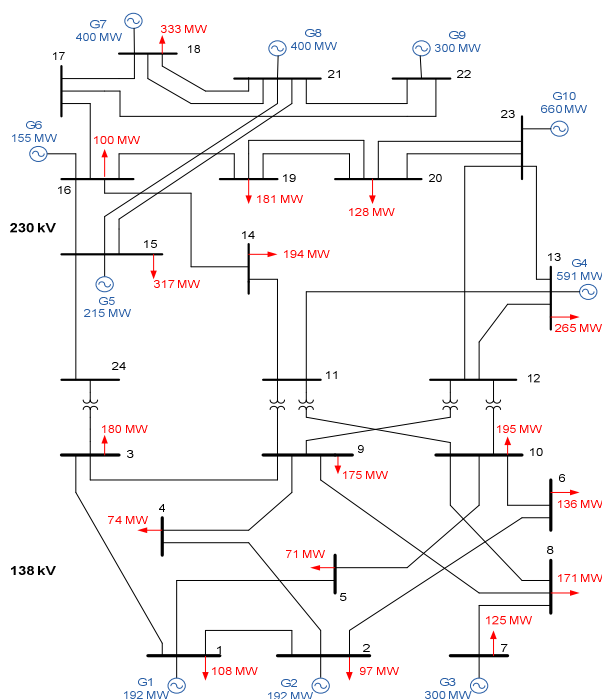 G7
400 MW
333 MW
18
G8
400 MW
G9
300 MW
17
21
22
G10
660 MW
23
G6
155 MW
100 MW
16
19
181 MW
20
128 MW
230 kV
15
317 MW
G5
215 MW
14
194 MW
13
G4
591 MW
265 MW
24
11
12
180 MW
3
9
175 MW
195 MW
10
4
74 MW
6
136 MW
138 kV
71 MW
5
8
171 MW
125 MW
1
108 MW
2
97 MW
7
G1
192 MW
G2
192 MW
G3
300 MW